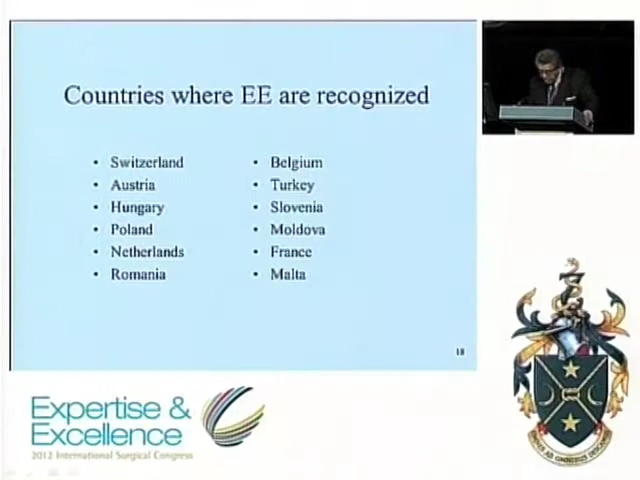 Countries where EE are recognized
• Switzerland
• Austria
• Hungary
• Poland
• Netherlands
• Romania
• Belgium
• Turkey
• Slovenia
• Moldova
• France
• Malta
18
Expertise &
Excellence
2012 International Surgical Congress